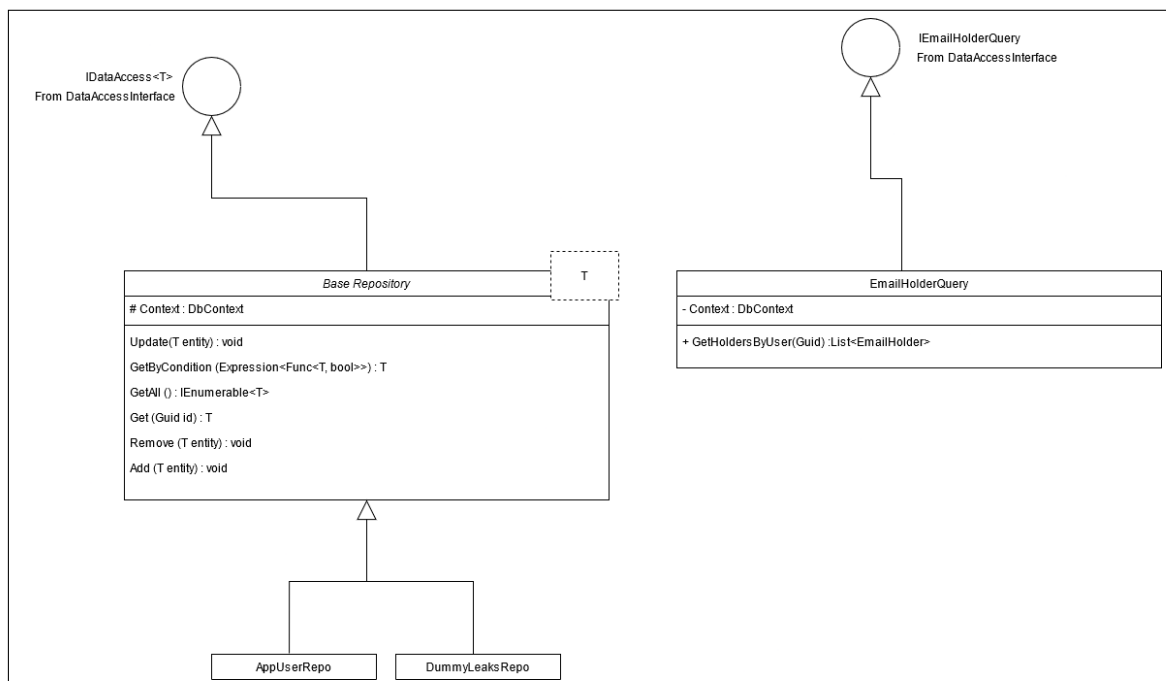 IDataAccess<T>
From DataAccessInterface
IEmailHolderQuery
From DataAccessInterface
T
Base Repository
# Context : DbContext
Update(T entity) : void
GetByCondition (Expression<Func<T, bool>>) : T
GetAll () : IEnumerable<T>
Get (Guid id) : T
Remove (T entity) : void
Add (T entity) : void
EmailHolderQuery
- Context : DbContext
+ GetHoldersByUser(Guid) :List<EmailHolder>
AppUserRepo
DummyLeaksRepo